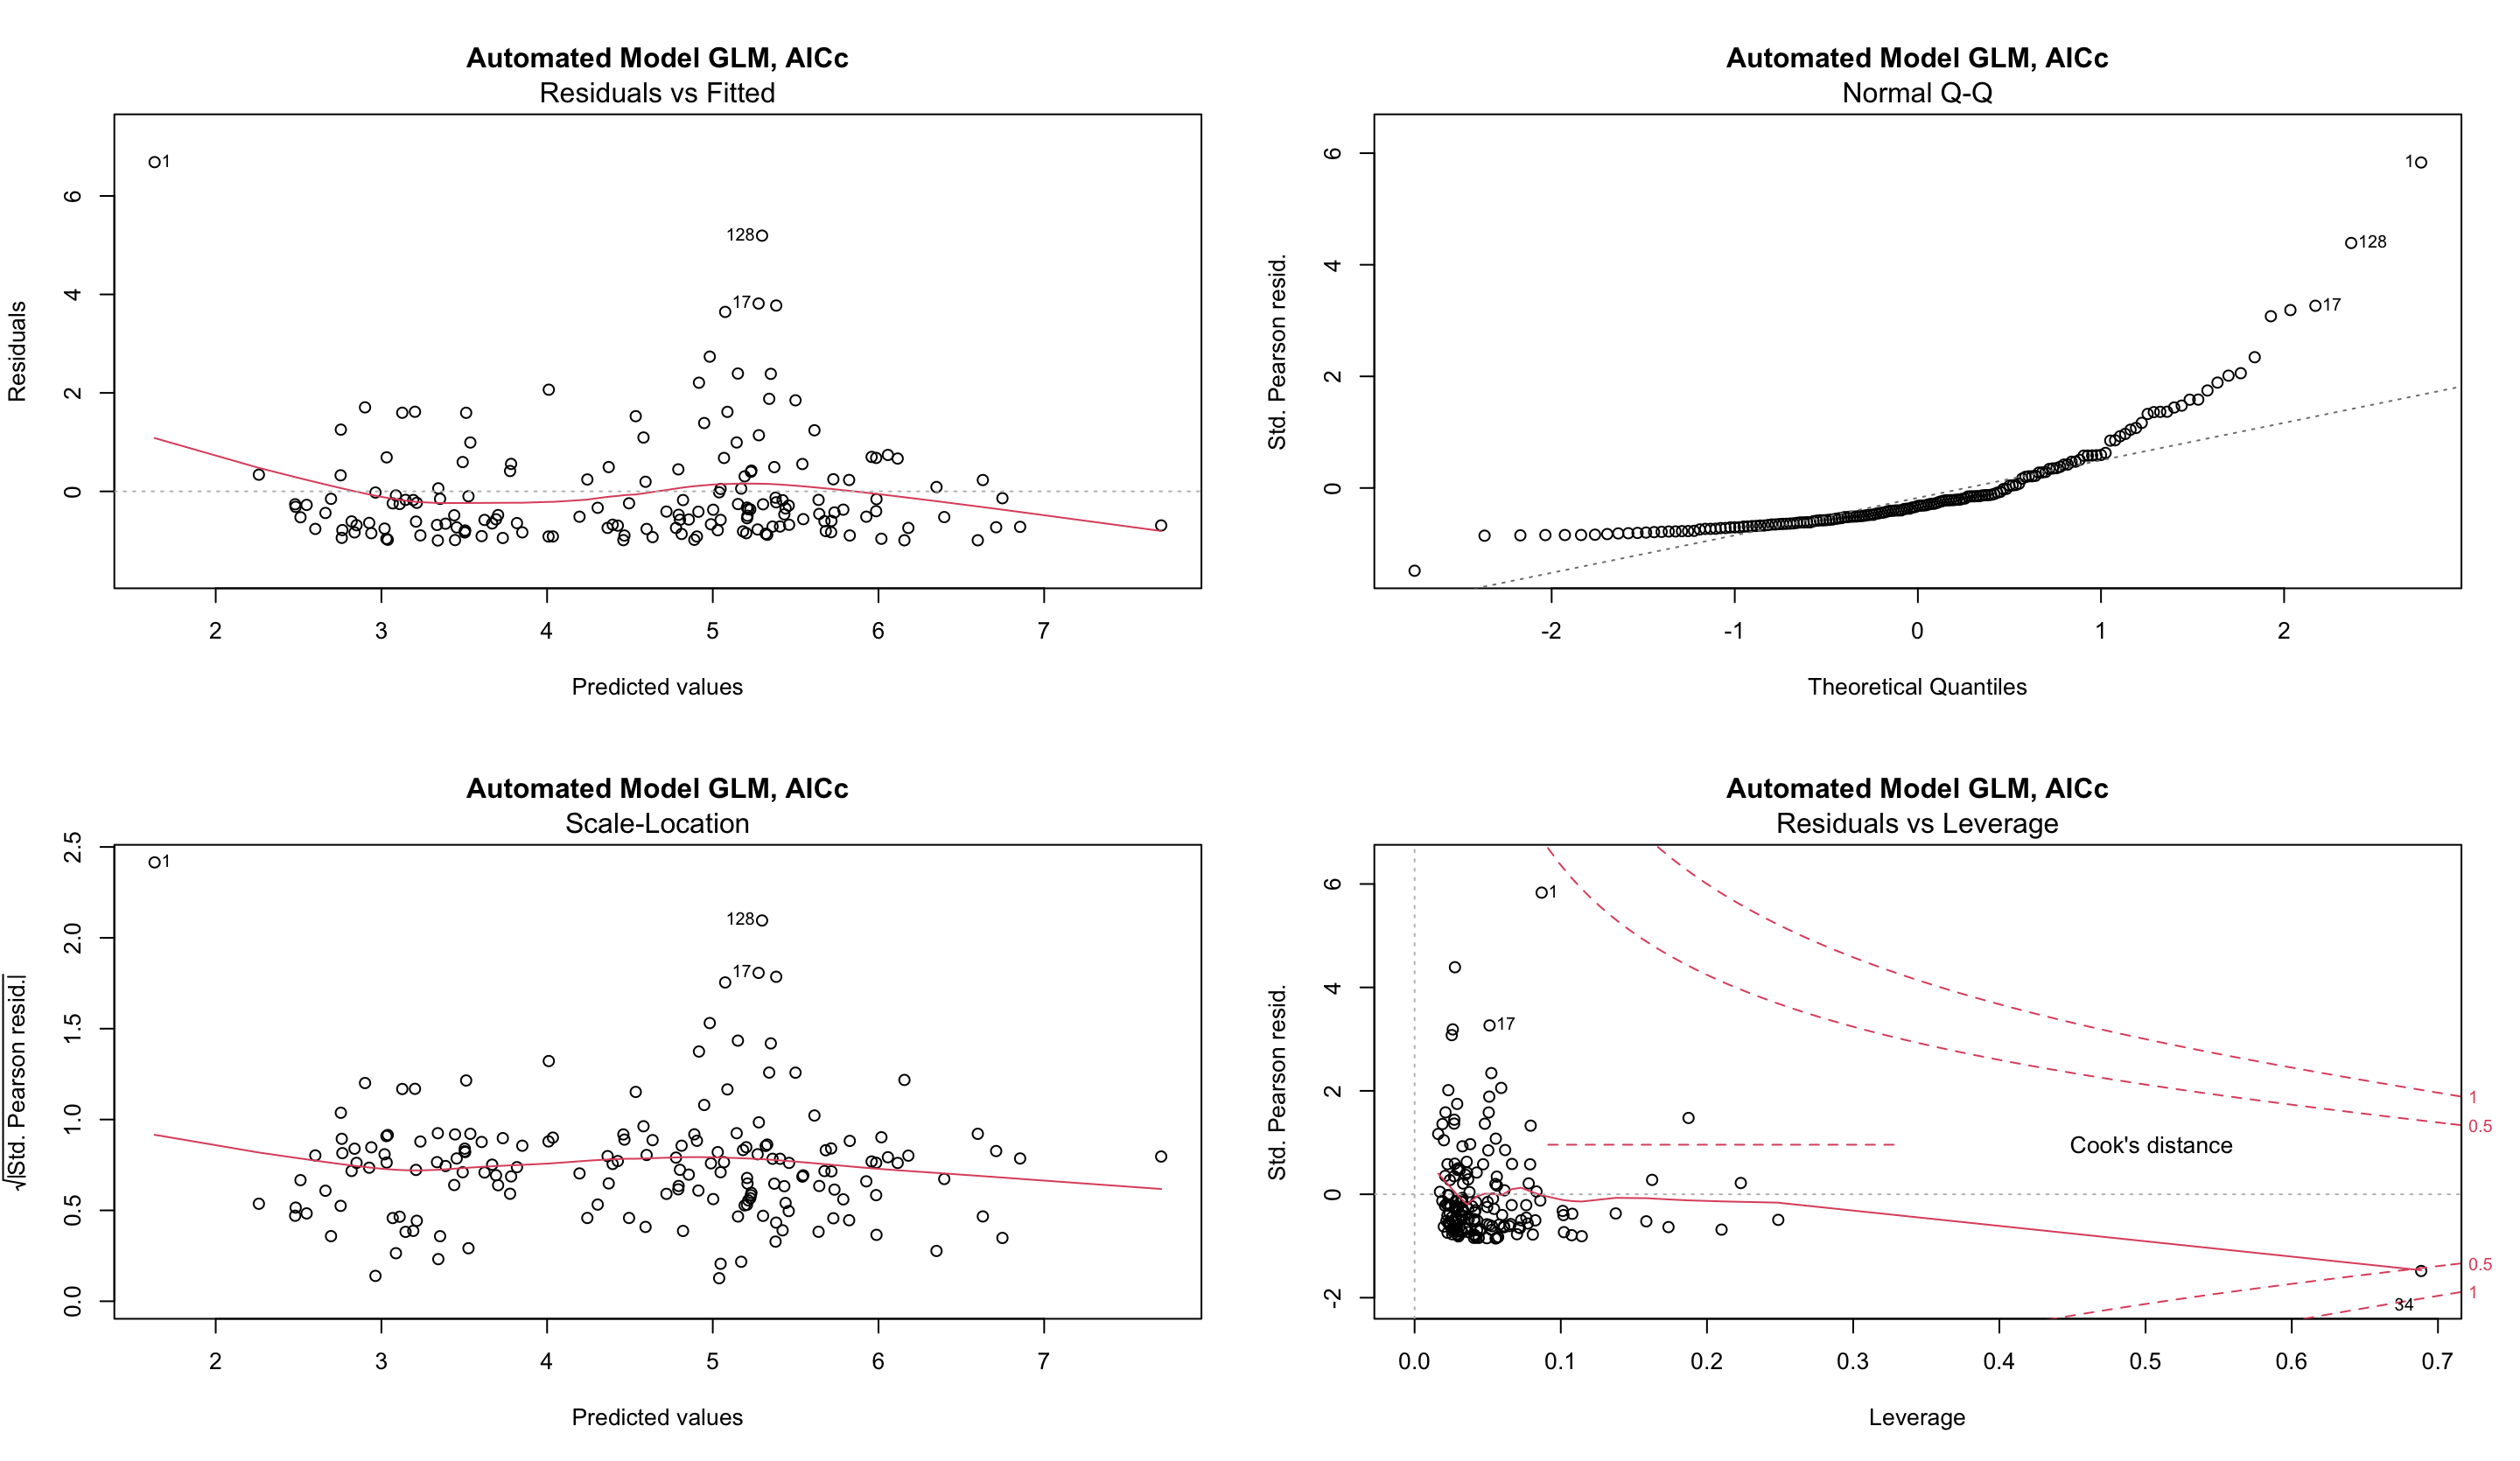 Automated Model GLM, AICc
Residuals vs Fitted
Residuals
6
4
2
0
1
128
17
2 3 4 5 6 7
Predicted values
Automated Model GLM, AICc
Normal Q-Q
Std. Pearson resid.
6
4
2
0
1
128
17
-2 -1 0 1 2
Theoretical Quantiles
Automated Model GLM, AICc
Scale-Location
√|Std. Pearson resid.|
2.5
2.0
1.5
1.0
0.5
0.0
1
128
17
2 3 4 5 6 7
Predicted values
Automated Model GLM, AICc
Residuals vs Leverage
Std. Pearson resid.
6
4
2
0
-2
1
17
1
0.5
Cook's distance
0.5
1
34
0.0 0.1 0.2 0.3 0.4 0.5 0.6 0.7
Leverage